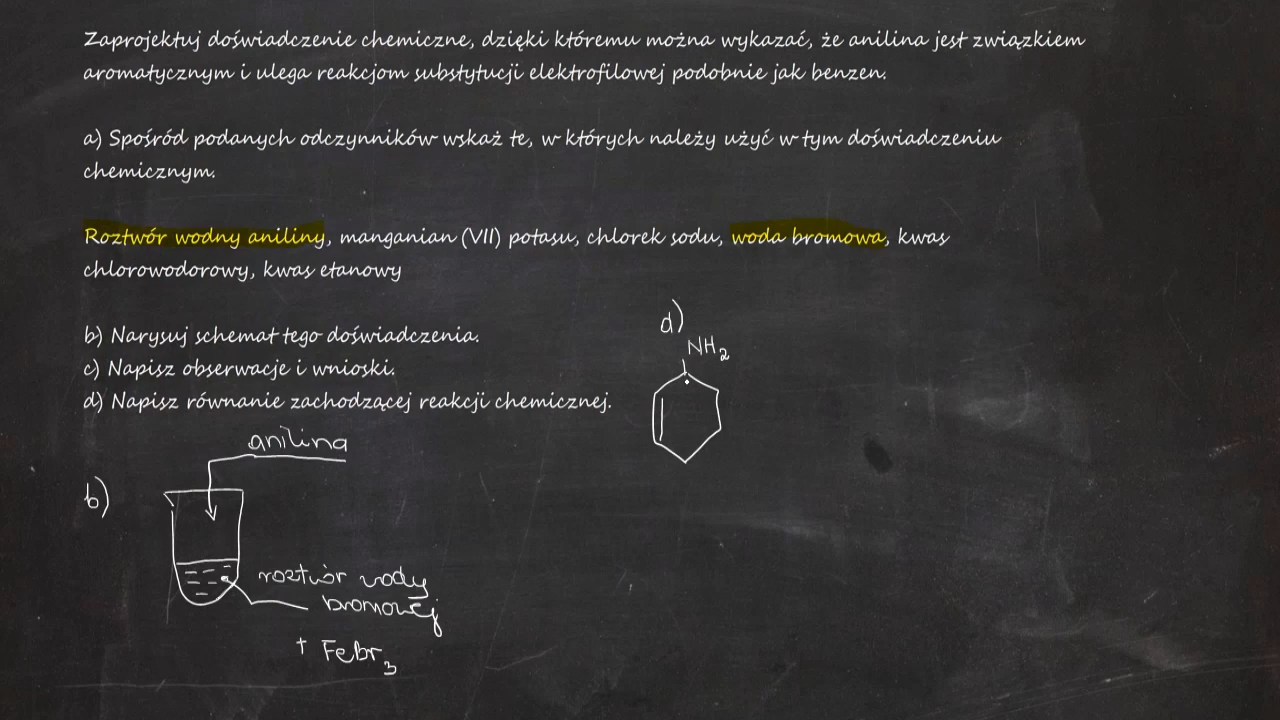 Zaprojektuj doświadczenie chemiczne, dzięki któremu można wykazać, że anilina jest związkiem
aromatycznym i ulega reakcjom substytucji elektrofilowej podobnie jak benzen.
a) Spośród podanych odczynników wskaż te, w których należy użyć w tym doświadczeniu
chemicznym.
Roztwór wodny aniliny, manganian (VII) potasu, chlorek sodu, woda bromowa, kwas
chlorowodorowy, kwas etanowy
b) Narysuj schemat tego doświadczenia.
c) Napisz obserwacje i wnioski.
d) Napisz równanie zachodzącej reakcji chemicznej.
d)
NH₂
anilina
b)
roztwór wody
bromowej
+ FeBr₃